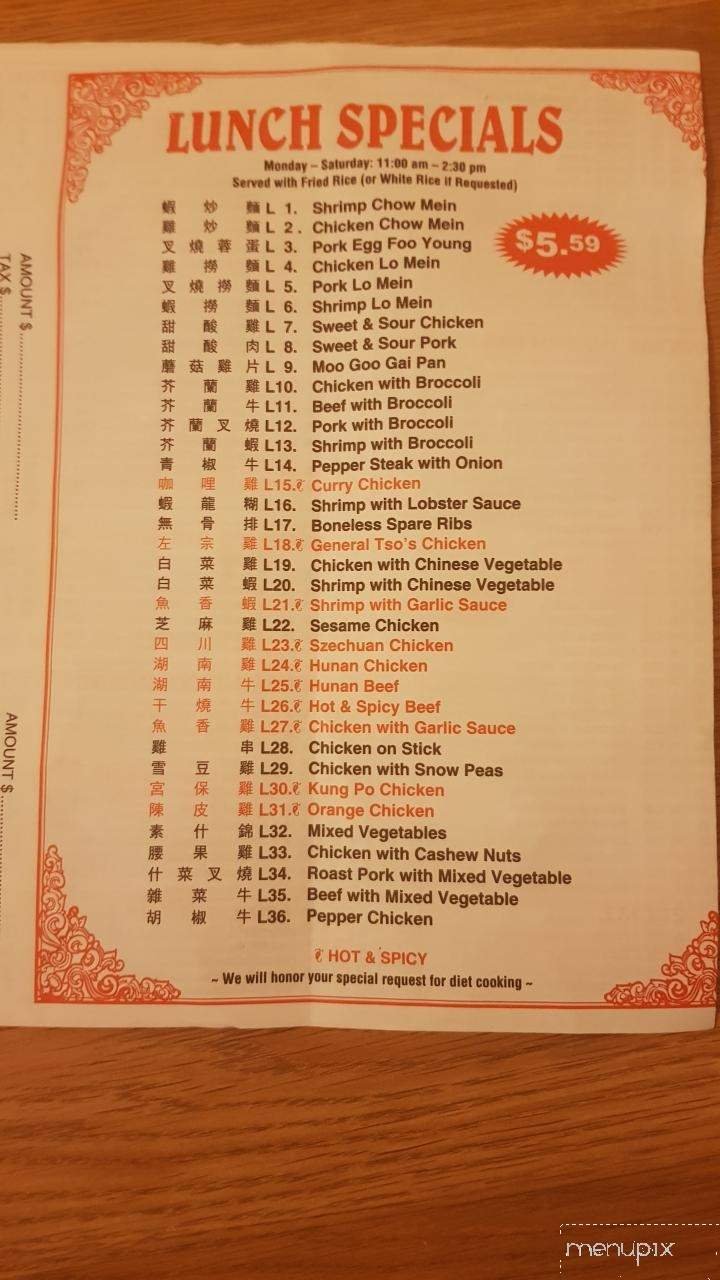 LUNCH SPECIALS
Monday – Saturday: 11:00 am – 2:30 pm
Served with Fried Rice (or White Rice If Requested)
$5.59
蝦 炒 麵 L 1. Shrimp Chow Mein
雞 炒 麵 L 2. Chicken Chow Mein
叉 燒 蓉 蛋 L 3. Pork Egg Foo Young
雞 撈 麵 L 4. Chicken Lo Mein
叉 燒 撈 麵 L 5. Pork Lo Mein
蝦 撈 麵 L 6. Shrimp Lo Mein
甜 酸 雞 L 7. Sweet & Sour Chicken
甜 酸 肉 L 8. Sweet & Sour Pork
蘑 菇 雞 片 L 9. Moo Goo Gai Pan
芥 蘭 雞 L10. Chicken with Broccoli
芥 蘭 牛 L11. Beef with Broccoli
芥 蘭 叉 燒 L12. Pork with Broccoli
芥 蘭 蝦 L13. Shrimp with Broccoli
青 椒 牛 L14. Pepper Steak with Onion
咖 哩 雞 L15. Curry Chicken
蝦 龍 糊 L16. Shrimp with Lobster Sauce
無 骨 排 L17. Boneless Spare Ribs
左 宗 雞 L18. General Tso's Chicken
白 菜 雞 L19. Chicken with Chinese Vegetable
白 菜 蝦 L20. Shrimp with Chinese Vegetable
魚 香 蝦 L21. Shrimp with Garlic Sauce
芝 麻 雞 L22. Sesame Chicken
四 川 雞 L23. Szechuan Chicken
湖 南 雞 L24. Hunan Chicken
湖 南 牛 L25. Hunan Beef
干 燒 牛 L26. Hot & Spicy Beef
魚 香 雞 L27. Chicken with Garlic Sauce
雞 串 L28. Chicken on Stick
雪 豆 雞 L29. Chicken with Snow Peas
宮 保 雞 L30. Kung Po Chicken
陳 皮 雞 L31. Orange Chicken
素 什 錦 L32. Mixed Vegetables
腰 果 雞 L33. Chicken with Cashew Nuts
什 菜 叉 燒 L34. Roast Pork with Mixed Vegetable
雜 菜 牛 L35. Beef with Mixed Vegetable
胡 椒 牛 L36. Pepper Chicken
HOT & SPICY
~ We will honor your special request for diet cooking ~
AMOUNT $
TAX $
AMOUNT $
menupix